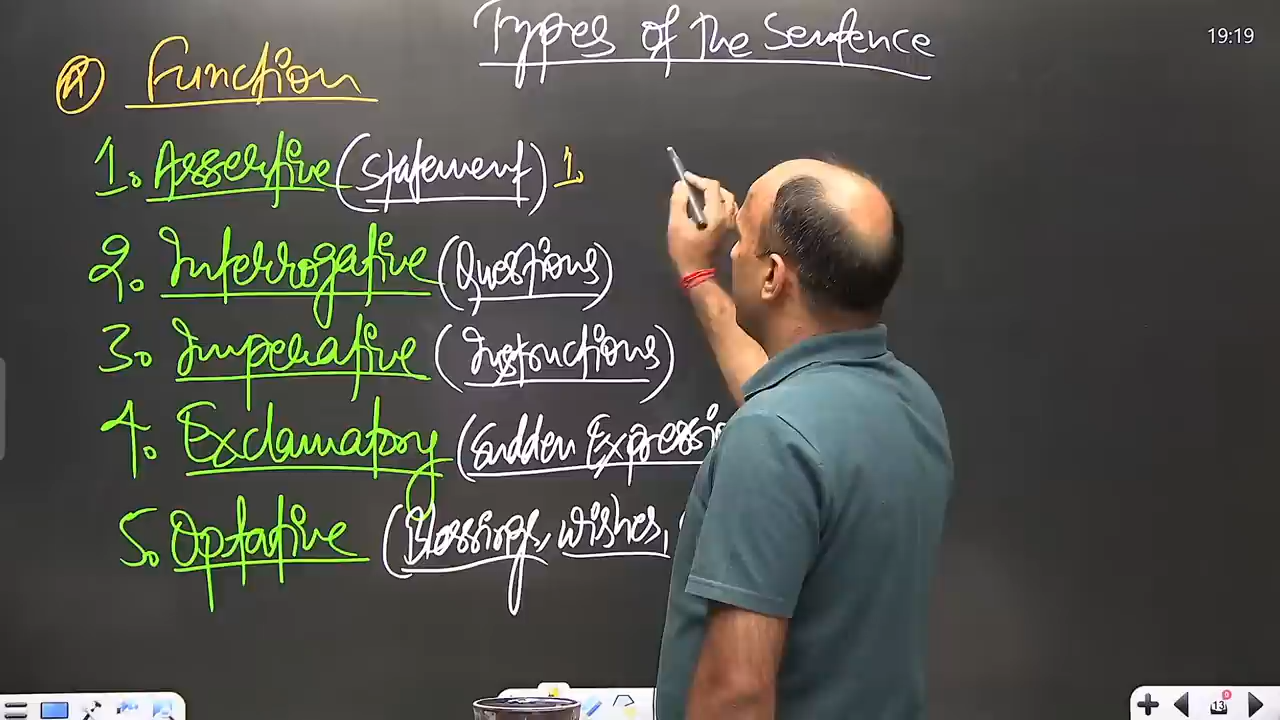 Types of the Sentence
19:19
(A) Function
1. Assertive (Statement) 1.
2. Interrogative (Questions)
3. Imperative (Instructions)
4. Exclamatory (Sudden Expressi
5. Optative (Blessings, wishes,
13